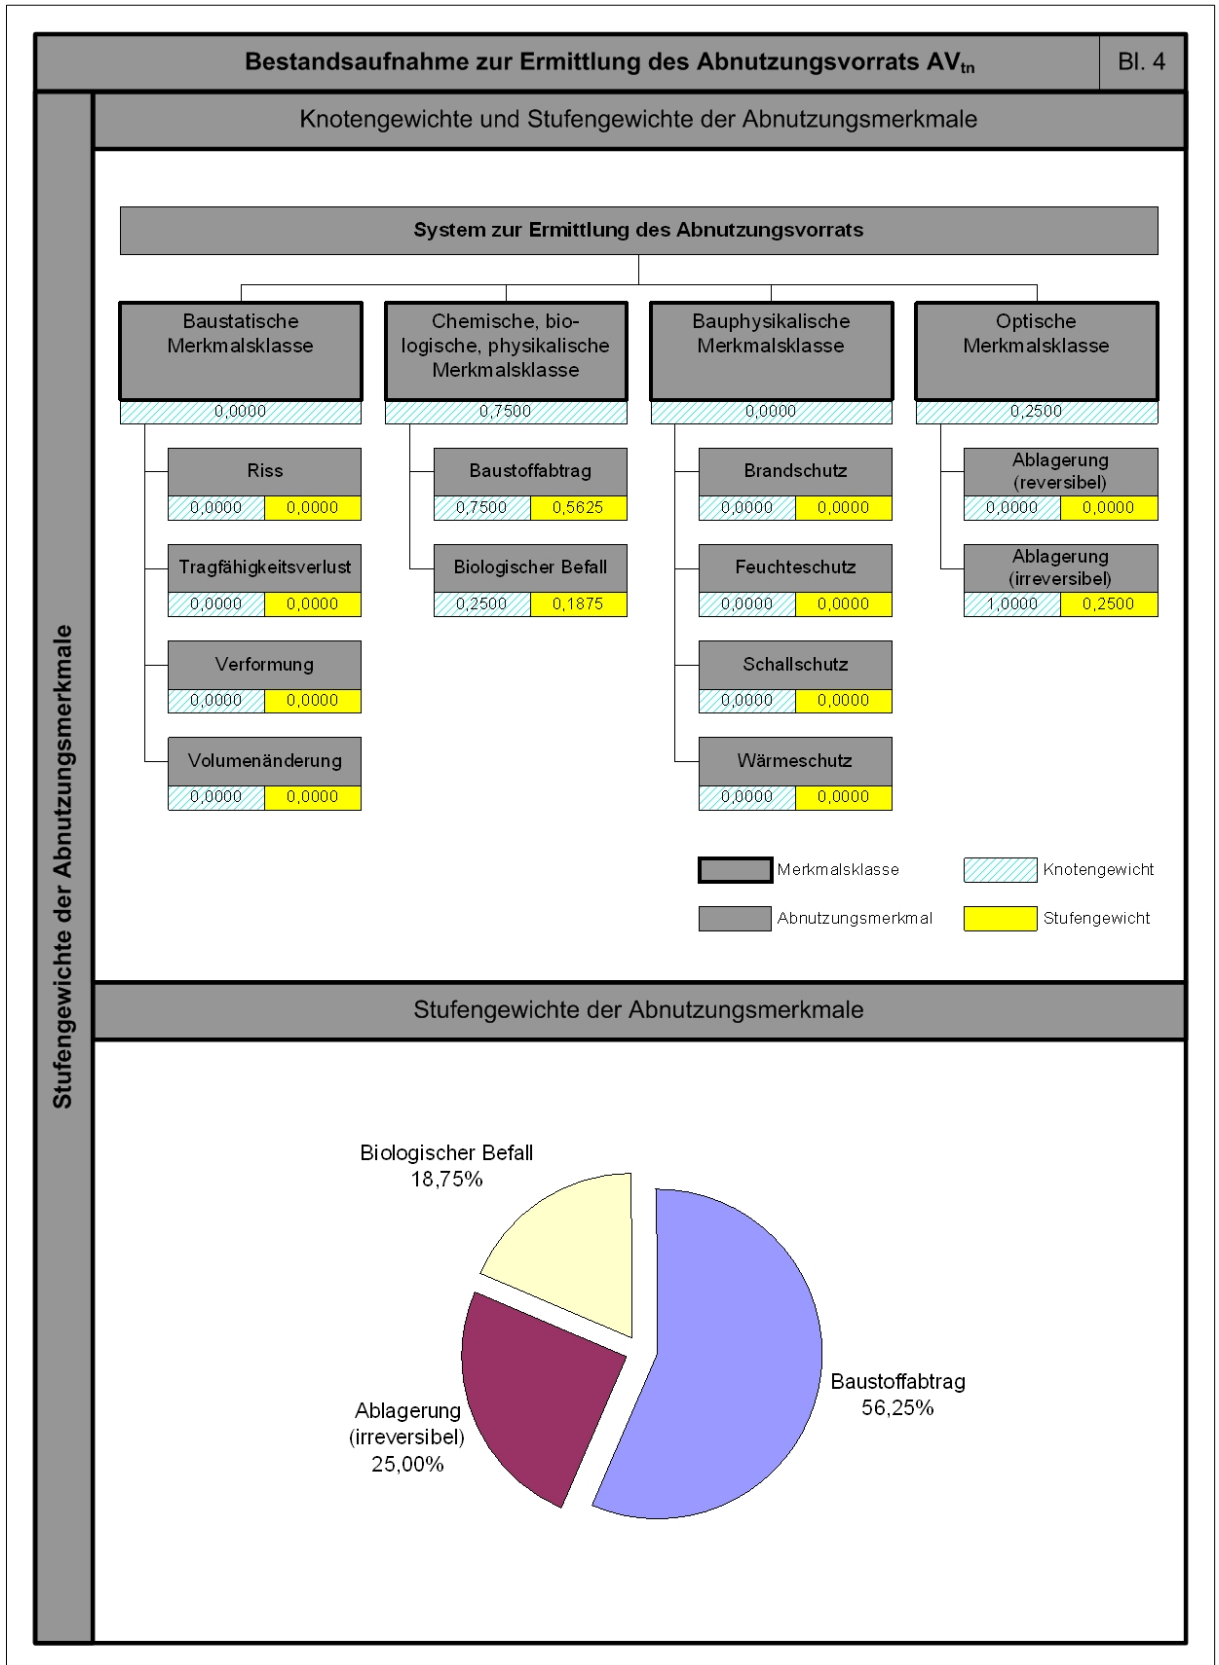 Bestandsaufnahme zur Ermittlung des Abnutzungsvorrats AVtn
Bl. 4
Stufengewichte der Abnutzungsmerkmale
Knotengewichte und Stufengewichte der Abnutzungsmerkmale
System zur Ermittlung des Abnutzungsvorrats
Baustatische
Merkmalsklasse
0,0000
Riss
0,0000 0,0000
Tragfähigkeitsverlust
0,0000 0,0000
Verformung
0,0000 0,0000
Volumenänderung
0,0000 0,0000
Chemische, bio-
logische, physikalische
Merkmalsklasse
0,7500
Baustoffabtrag
0,7500 0,5625
Biologischer Befall
0,2500 0,1875
Bauphysikalische
Merkmalsklasse
0,0000
Brandschutz
0,0000 0,0000
Feuchteschutz
0,0000 0,0000
Schallschutz
0,0000 0,0000
Wärmeschutz
0,0000 0,0000
Optische
Merkmalsklasse
0,2500
Ablagerung
(reversibel)
0,0000 0,0000
Ablagerung
(irreversibel)
1,0000 0,2500
Merkmalsklasse
Knotengewicht
Abnutzungsmerkmal
Stufengewicht
Stufengewichte der Abnutzungsmerkmale
Biologischer Befall
18,75%
Baustoffabtrag
56,25%
Ablagerung
(irreversibel)
25,00%